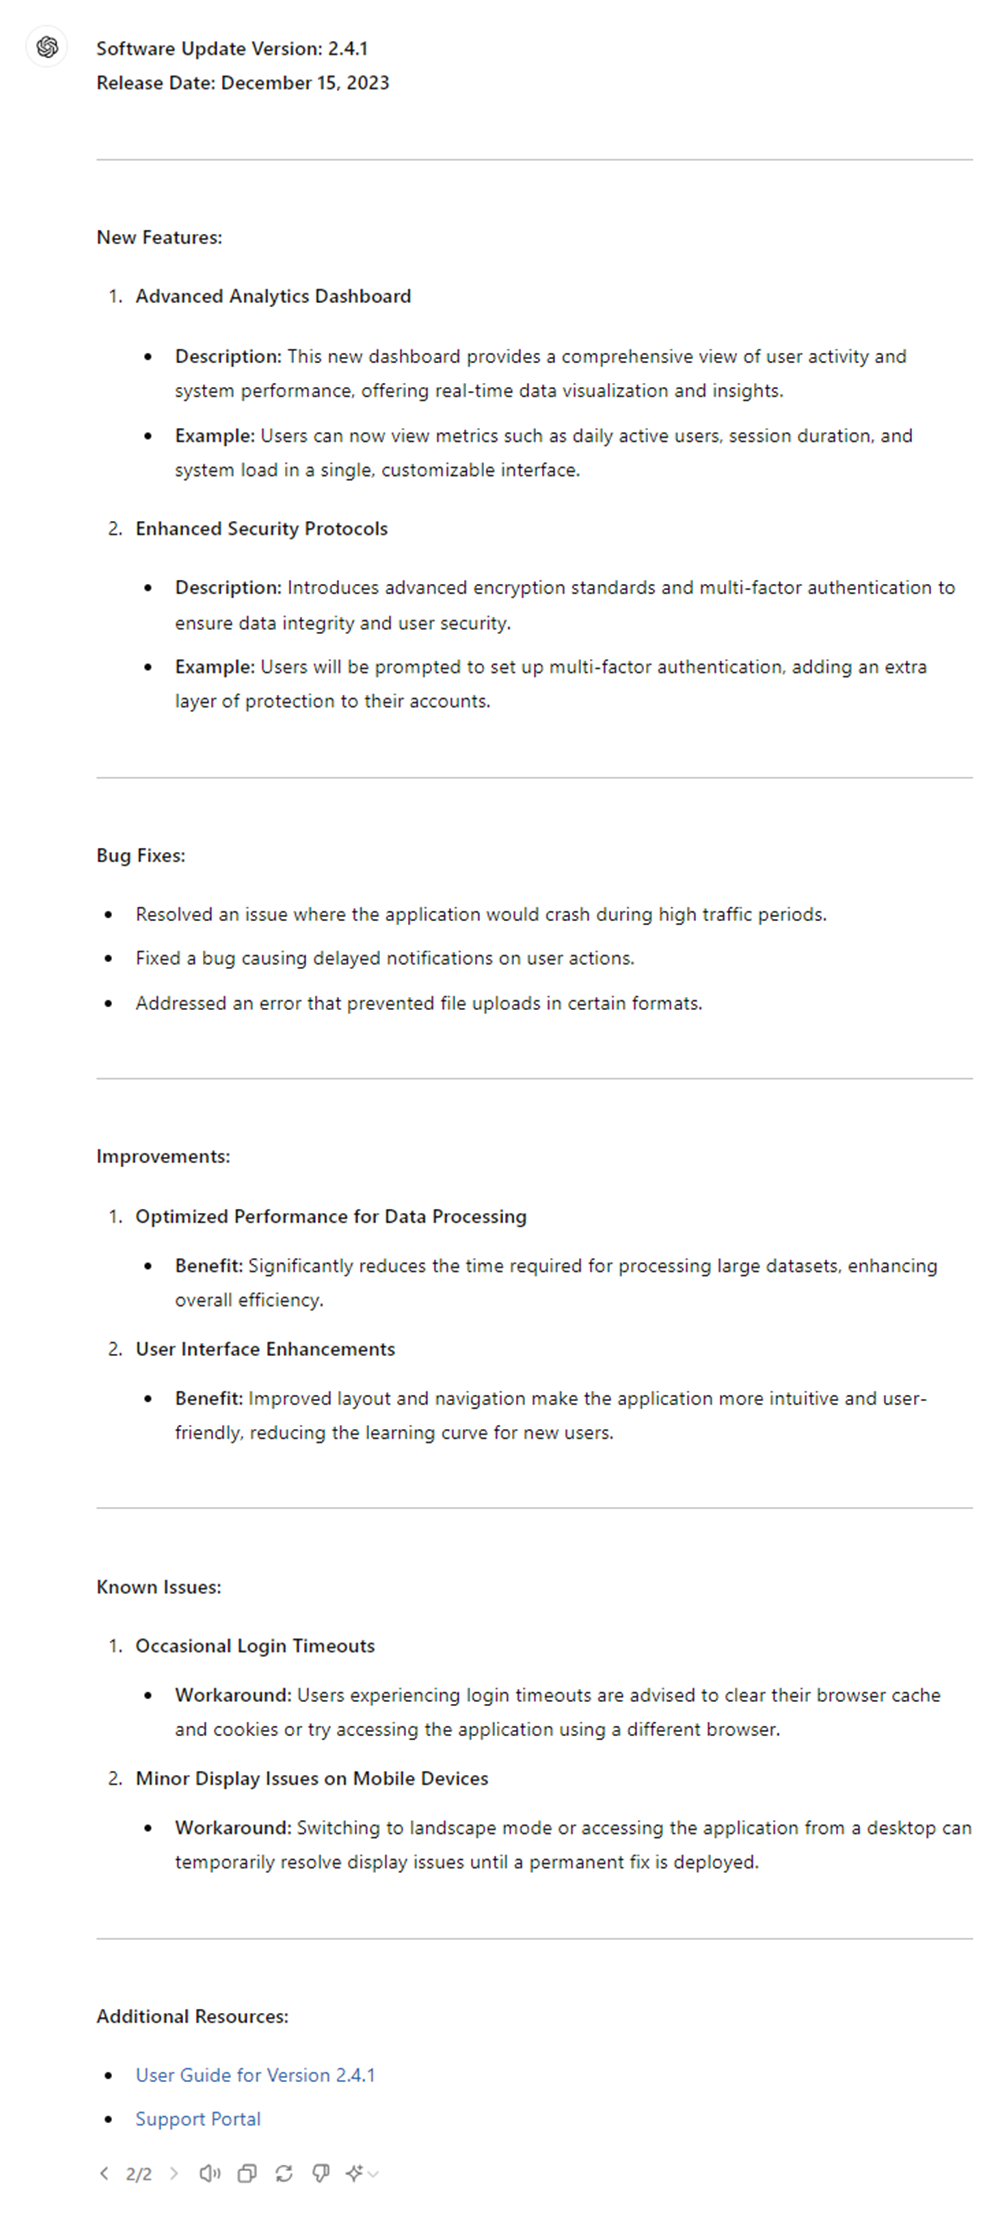 Software Update Version: 2.4.1
Release Date: December 15, 2023
New Features:
1. Advanced Analytics Dashboard
• Description: This new dashboard provides a comprehensive view of user activity and
system performance, offering real-time data visualization and insights.
• Example: Users can now view metrics such as daily active users, session duration, and
system load in a single, customizable interface.
2. Enhanced Security Protocols
• Description: Introduces advanced encryption standards and multi-factor authentication to
ensure data integrity and user security.
• Example: Users will be prompted to set up multi-factor authentication, adding an extra
layer of protection to their accounts.
Bug Fixes:
• Resolved an issue where the application would crash during high traffic periods.
• Fixed a bug causing delayed notifications on user actions.
• Addressed an error that prevented file uploads in certain formats.
Improvements:
1. Optimized Performance for Data Processing
• Benefit: Significantly reduces the time required for processing large datasets, enhancing
overall efficiency.
2. User Interface Enhancements
• Benefit: Improved layout and navigation make the application more intuitive and user-
friendly, reducing the learning curve for new users.
Known Issues:
1. Occasional Login Timeouts
• Workaround: Users experiencing login timeouts are advised to clear their browser cache
and cookies or try accessing the application using a different browser.
2. Minor Display Issues on Mobile Devices
• Workaround: Switching to landscape mode or accessing the application from a desktop can
temporarily resolve display issues until a permanent fix is deployed.
Additional Resources:
• User Guide for Version 2.4.1
• Support Portal
2/2